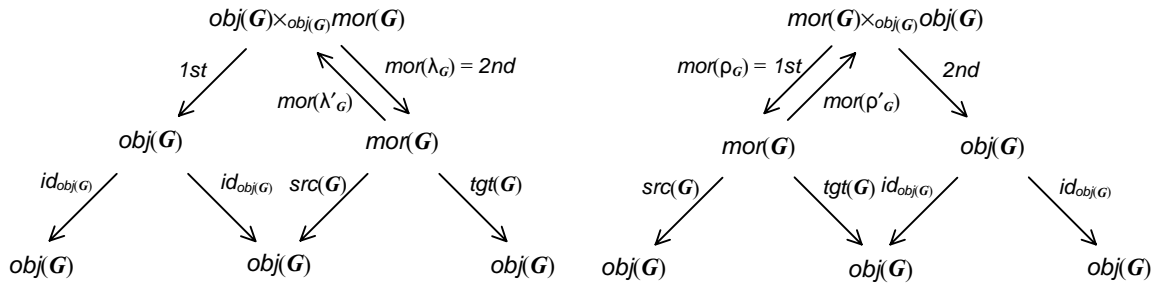 obj(G)×obj(G)mor(G) mor(G)×obj(G)obj(G)
1st mor(λG) = 2nd mor(ρG) = 1st 2nd
mor(λ′G) mor(ρ′G)
obj(G) mor(G) mor(G) obj(G)
idobj(G) idobj(G) src(G) tgt(G) src(G) tgt(G) idobj(G) idobj(G)
obj(G) obj(G) obj(G) obj(G) obj(G) obj(G)